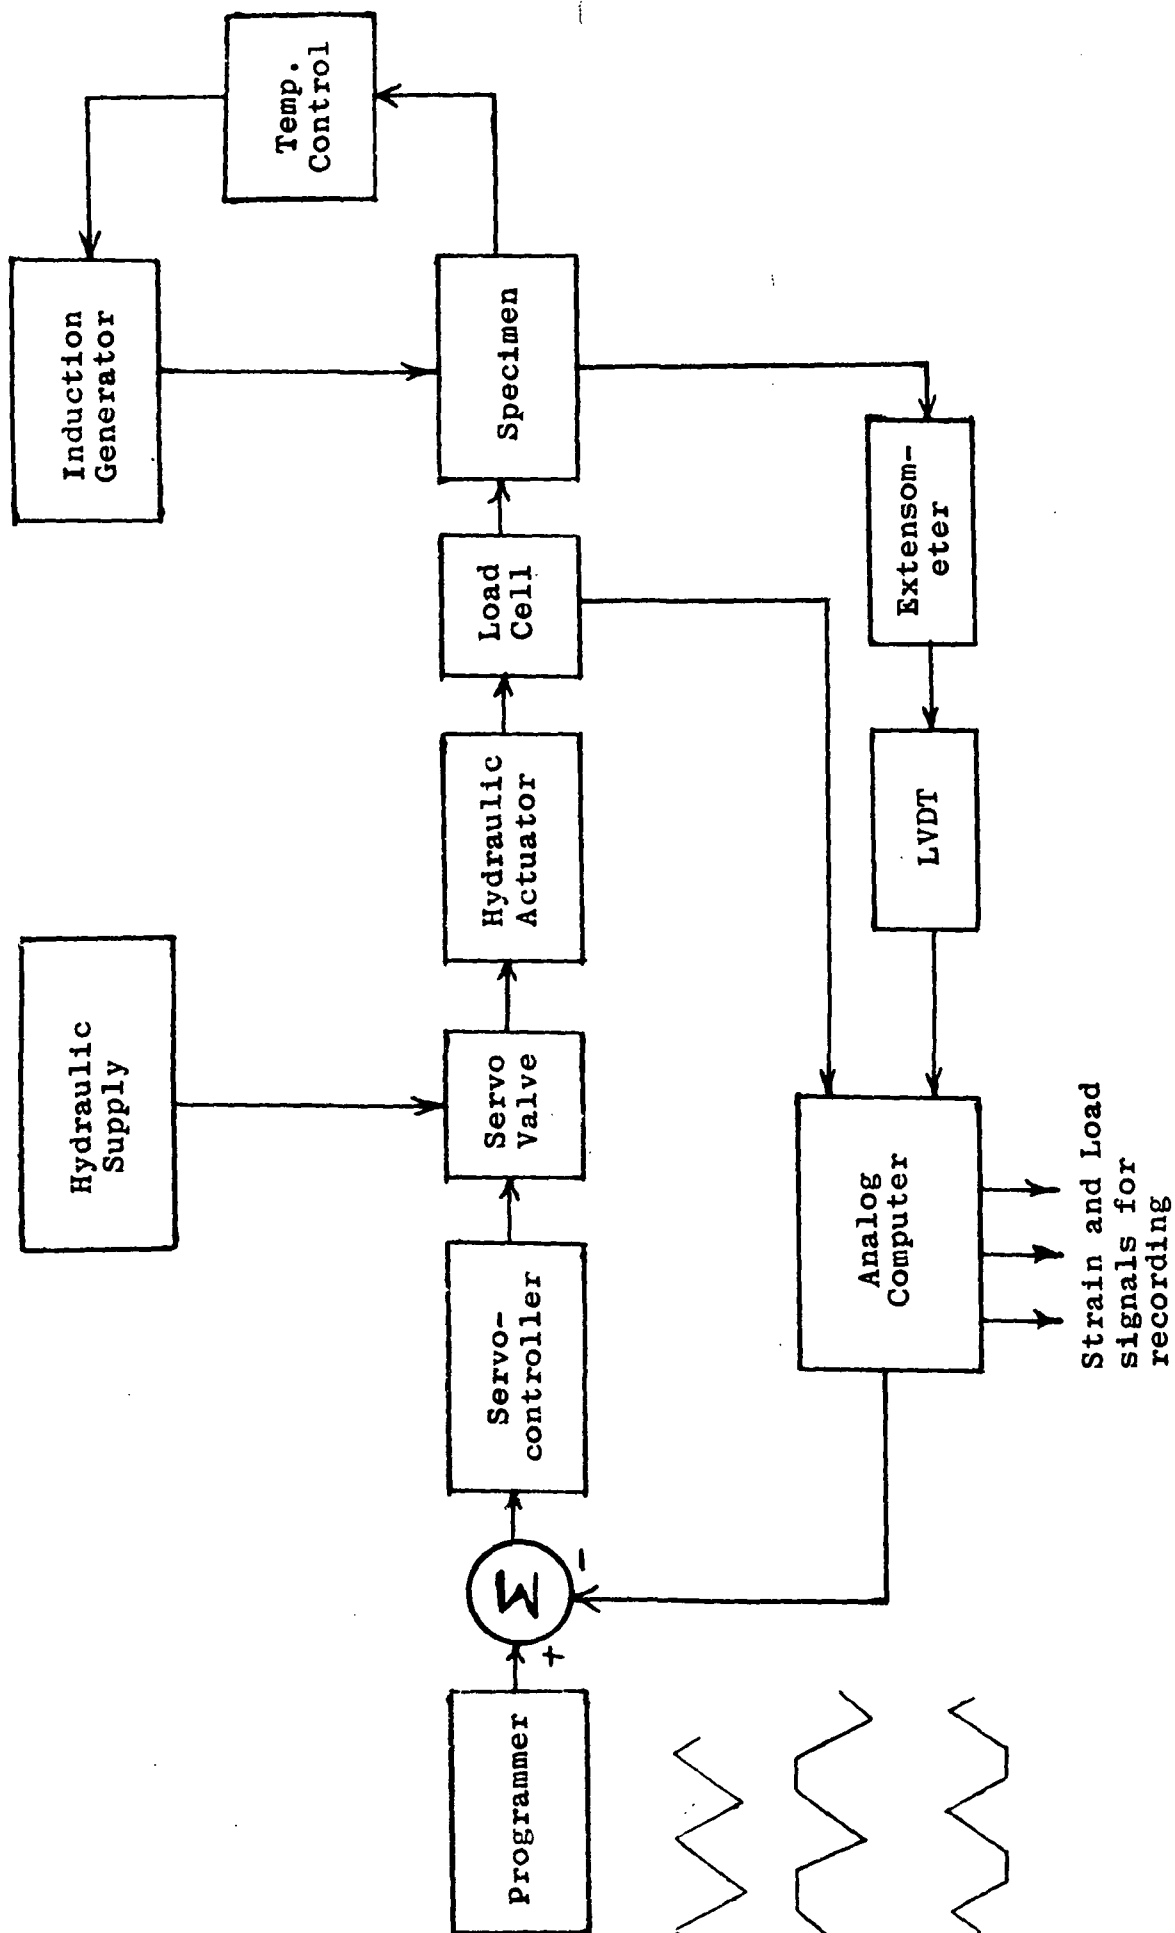 Induction
Generator
Temp.
Control
Hydraulic
Supply
Programmer
+
-
Σ
Servo-
controller
Servo
Valve
Hydraulic
Actuator
Load
Cell
Specimen
Analog
Computer
LVDT
Extensom-
eter
Strain and Load
signals for
recording